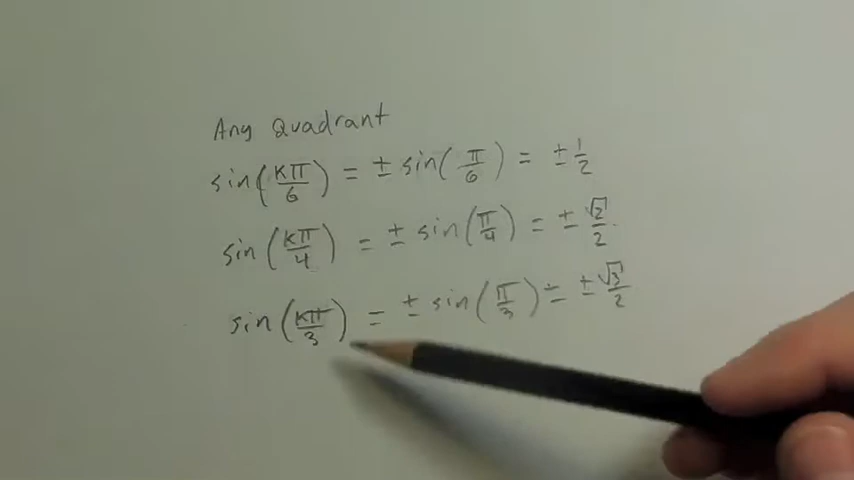 Any Quadrant
sin(kπ/6) = ± sin(π/6) = ± 1/2
sin(kπ/4) = ± sin(π/4) = ± √2/2
sin(kπ/3) = ± sin(π/3) = ± √3/2